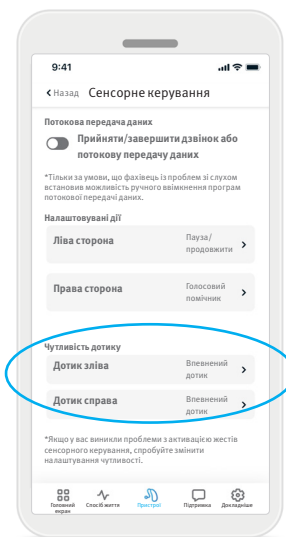 9:41
Назад Сенсорне керування
Потокова передача даних
Прийняти/завершити дзвінок або
потокову передачу даних
*Тільки за умови, що фахівець із проблем зі слухом
встановив можливість ручного ввімкнення програм
потокової передачі даних.
Налаштовувані дії
Ліва сторона
Пауза/
продовжити
Права сторона
Голосовий
помічник
Чутливість дотику
Дотик зліва
Впевнений
дотик
Дотик справа
Впевнений
дотик
*Якщо у вас виникли проблеми з активацією жестів
сенсорного керування, спробуйте змінити
налаштування чутливості.
Головний
екран
Спосіб життя
Пристрої
Підтримка
Докладніше